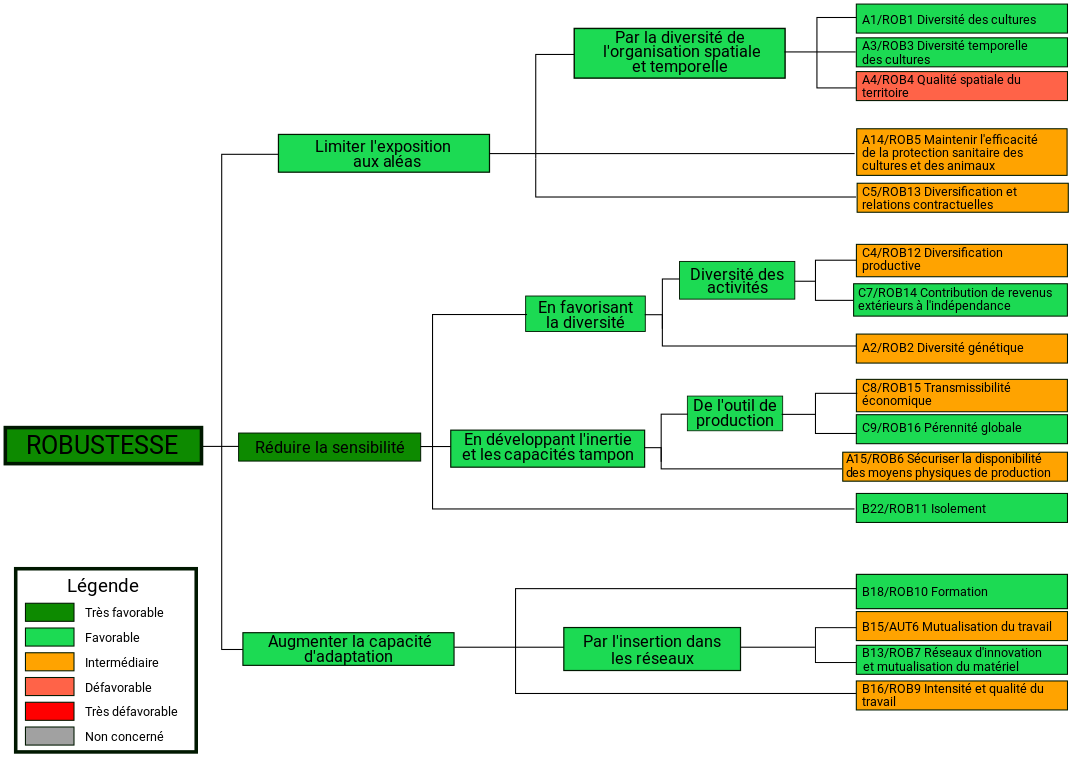 ROBUSTESSE
Limiter l'exposition
aux aléas
Par la diversité de
l'organisation spatiale
et temporelle
A1/ROB1 Diversité des cultures
A3/ROB3 Diversité temporelle
des cultures
A4/ROB4 Qualité spatiale du
territoire
A14/ROB5 Maintenir l'efficacité
de la protection sanitaire des
cultures et des animaux
C5/ROB13 Diversification et
relations contractuelles
Réduire la sensibilité
En favorisant
la diversité
Diversité des
activités
C4/ROB12 Diversification
productive
C7/ROB14 Contribution de revenus
extérieurs à l'indépendance
A2/ROB2 Diversité génétique
En développant l'inertie
et les capacités tampon
De l'outil de
production
C8/ROB15 Transmissibilité
économique
C9/ROB16 Pérennité globale
A15/ROB6 Sécuriser la disponibilité
des moyens physiques de production
B22/ROB11 Isolement
Augmenter la capacité
d'adaptation
B18/ROB10 Formation
Par l'insertion dans
les réseaux
B15/AUT6 Mutualisation du travail
B13/ROB7 Réseaux d'innovation
et mutualisation du matériel
B16/ROB9 Intensité et qualité du
travail
Légende
Très favorable
Favorable
Intermédiaire
Défavorable
Très défavorable
Non concerné